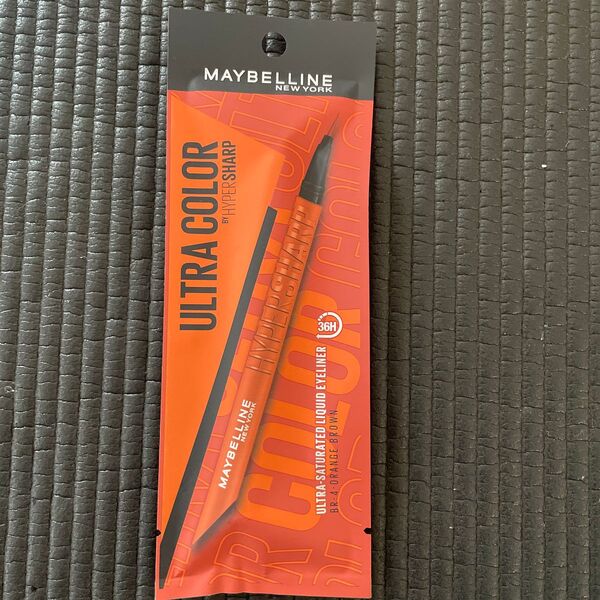 MAYBELLINE
NEW YORK
ULTRA COLOR
BY HYPERSHARP
HYPERSHARP
MAYBELLINE
NEW YORK
COLOR
36H
ULTRA-SATURATED LIQUID EYELINER
BR-4-ORANGE BROWN